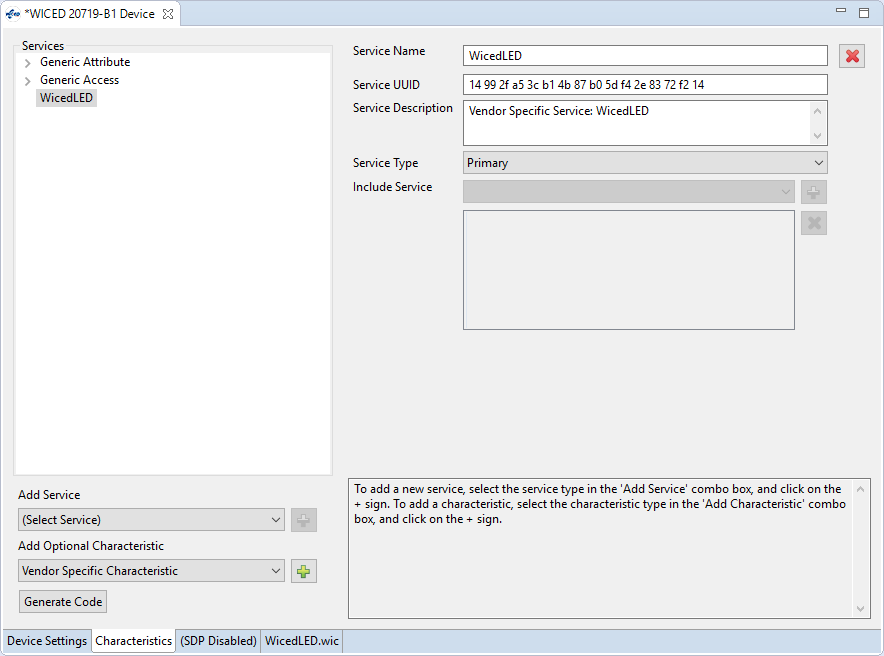 *WICED 20719-B1 Device
Services
Generic Attribute
Generic Access
WicedLED
Service Name
WicedLED
Service UUID
14 99 2f a5 3c b1 4b 87 b0 5d f4 2e 83 72 f2 14
Service Description
Vendor Specific Service: WicedLED
Service Type
Primary
Include Service
Add Service
(Select Service)
Add Optional Characteristic
Vendor Specific Characteristic
Generate Code
To add a new service, select the service type in the 'Add Service' combo box, and click on the
+ sign. To add a characteristic, select the characteristic type in the 'Add Characteristic' combo
box, and click on the + sign.
Device Settings
Characteristics
(SDP Disabled)
WicedLED.wic